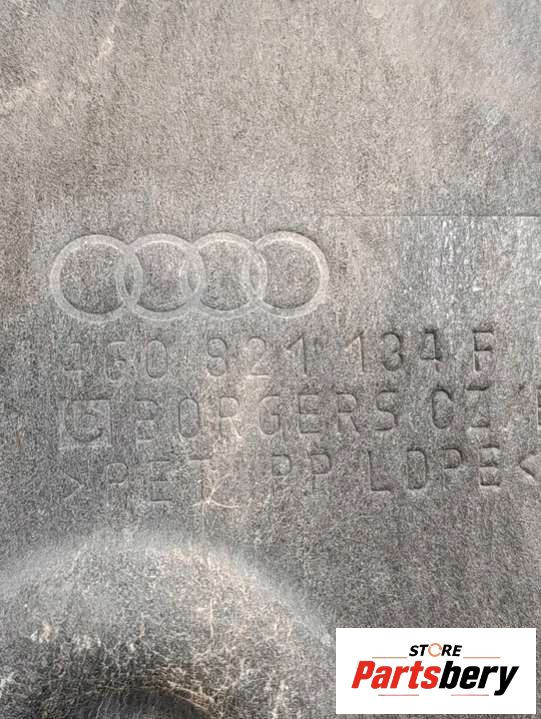 4G0 821 134 F
BORGERS CZ
>PET PP LDPE<
STORE
Partsbery